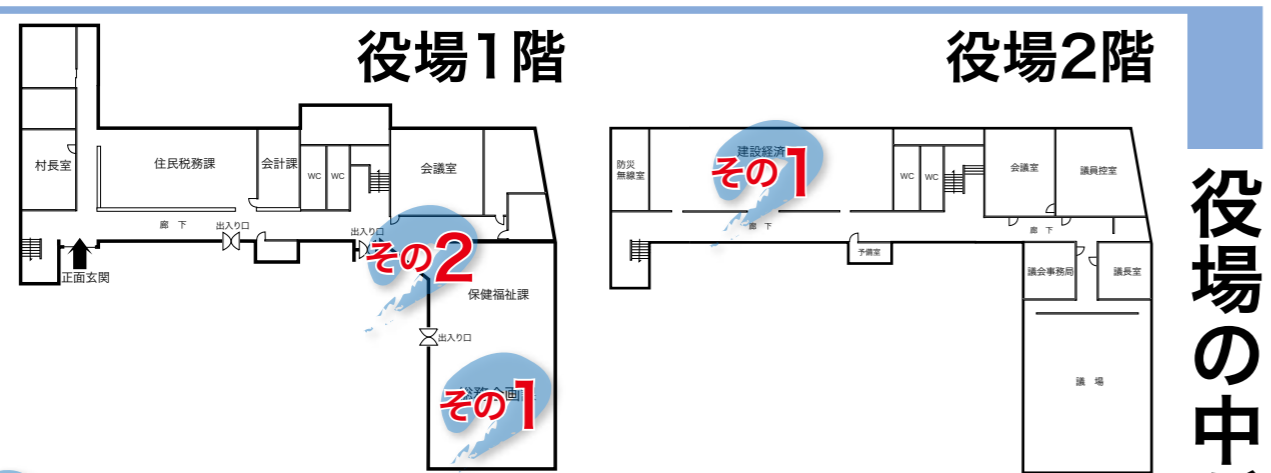 役場1階
村長室
住民税務課
会計課
WC
WC
会議室
廊下
出入り口
出入り口
正面玄関
その2
保健福祉課
出入り口
その1
役場2階
防災
無線室
建設経済
その1
WC
WC
会議室
議員控室
廊下
廊下
予備室
議会事務局
議長室
議場
役場の中